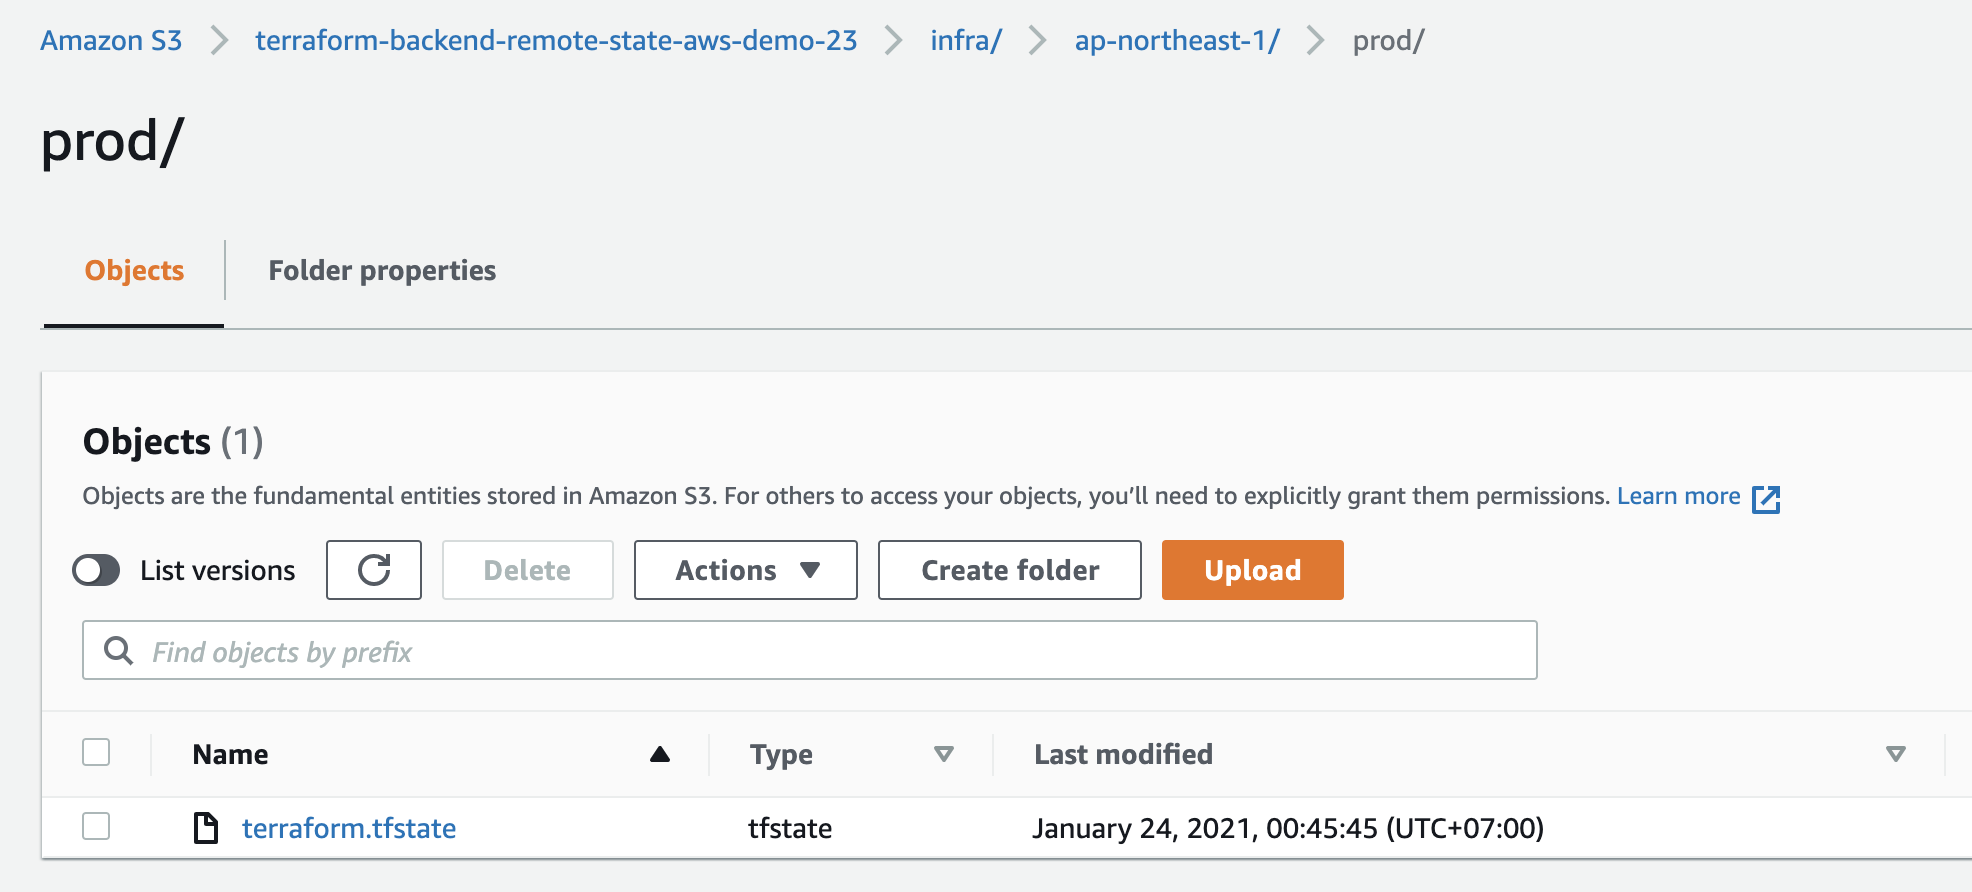 Amazon S3 terraform-backend-remote-state-aws-demo-23 infra/ ap-northeast-1/ prod/
prod/
Objects Folder properties
Objects (1)
Objects are the fundamental entities stored in Amazon S3. For others to access your objects, you’ll need to explicitly grant them permissions. Learn more
List versions Delete Actions Create folder Upload
Find objects by prefix
Name Type Last modified
terraform.tfstate tfstate January 24, 2021, 00:45:45 (UTC+07:00)